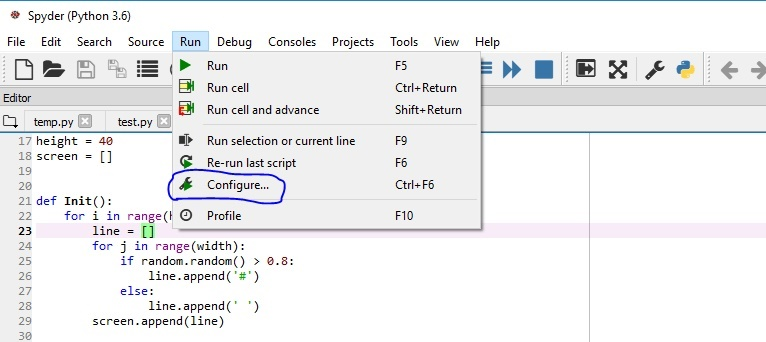 Spyder (Python 3.6)
File Edit Search Source Run Debug Consoles Projects Tools View Help
Run F5
Run cell Ctrl+Return
Run cell and advance Shift+Return
Run selection or current line F9
Re-run last script F6
Configure... Ctrl+F6
Profile F10
Editor
temp.py test.py
17 height = 40
18 screen = []
19
20
21 def Init():
22 for i in range(
23 line = []
24 for j in range(width):
25 if random.random() > 0.8:
26 line.append('#')
27 else:
28 line.append(' ')
29 screen.append(line)
30